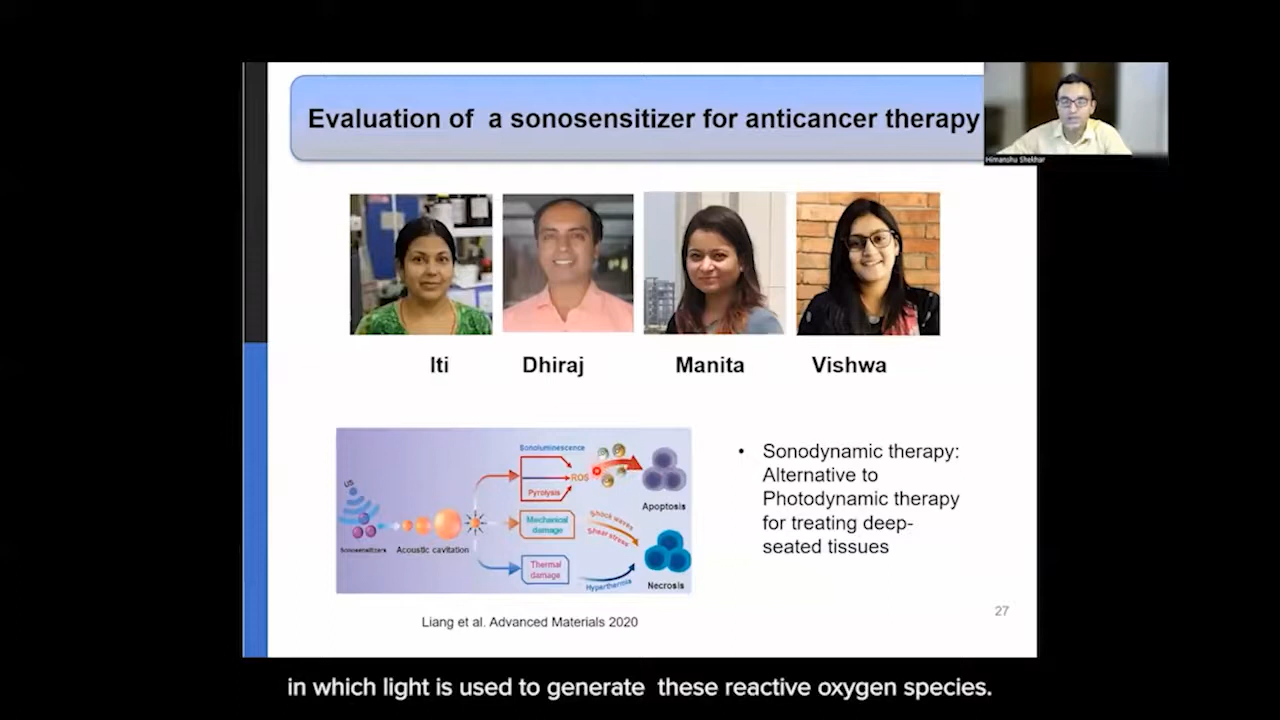 Evaluation of a sonosensitizer for anticancer therapy
Himanshu Shekhar
Iti
Dhiraj
Manita
Vishwa
US
Sonosensitizers
Acoustic cavitation
Sonoluminescence
ROS
Pyrolysis
Mechanical
damage
Shock waves
Shear stress
Thermal
damage
Hyperthermia
Apoptosis
Necrosis
Liang et al. Advanced Materials 2020
• Sonodynamic therapy:
Alternative to
Photodynamic therapy
for treating deep-
seated tissues
27
in which light is used to generate these reactive oxygen species.